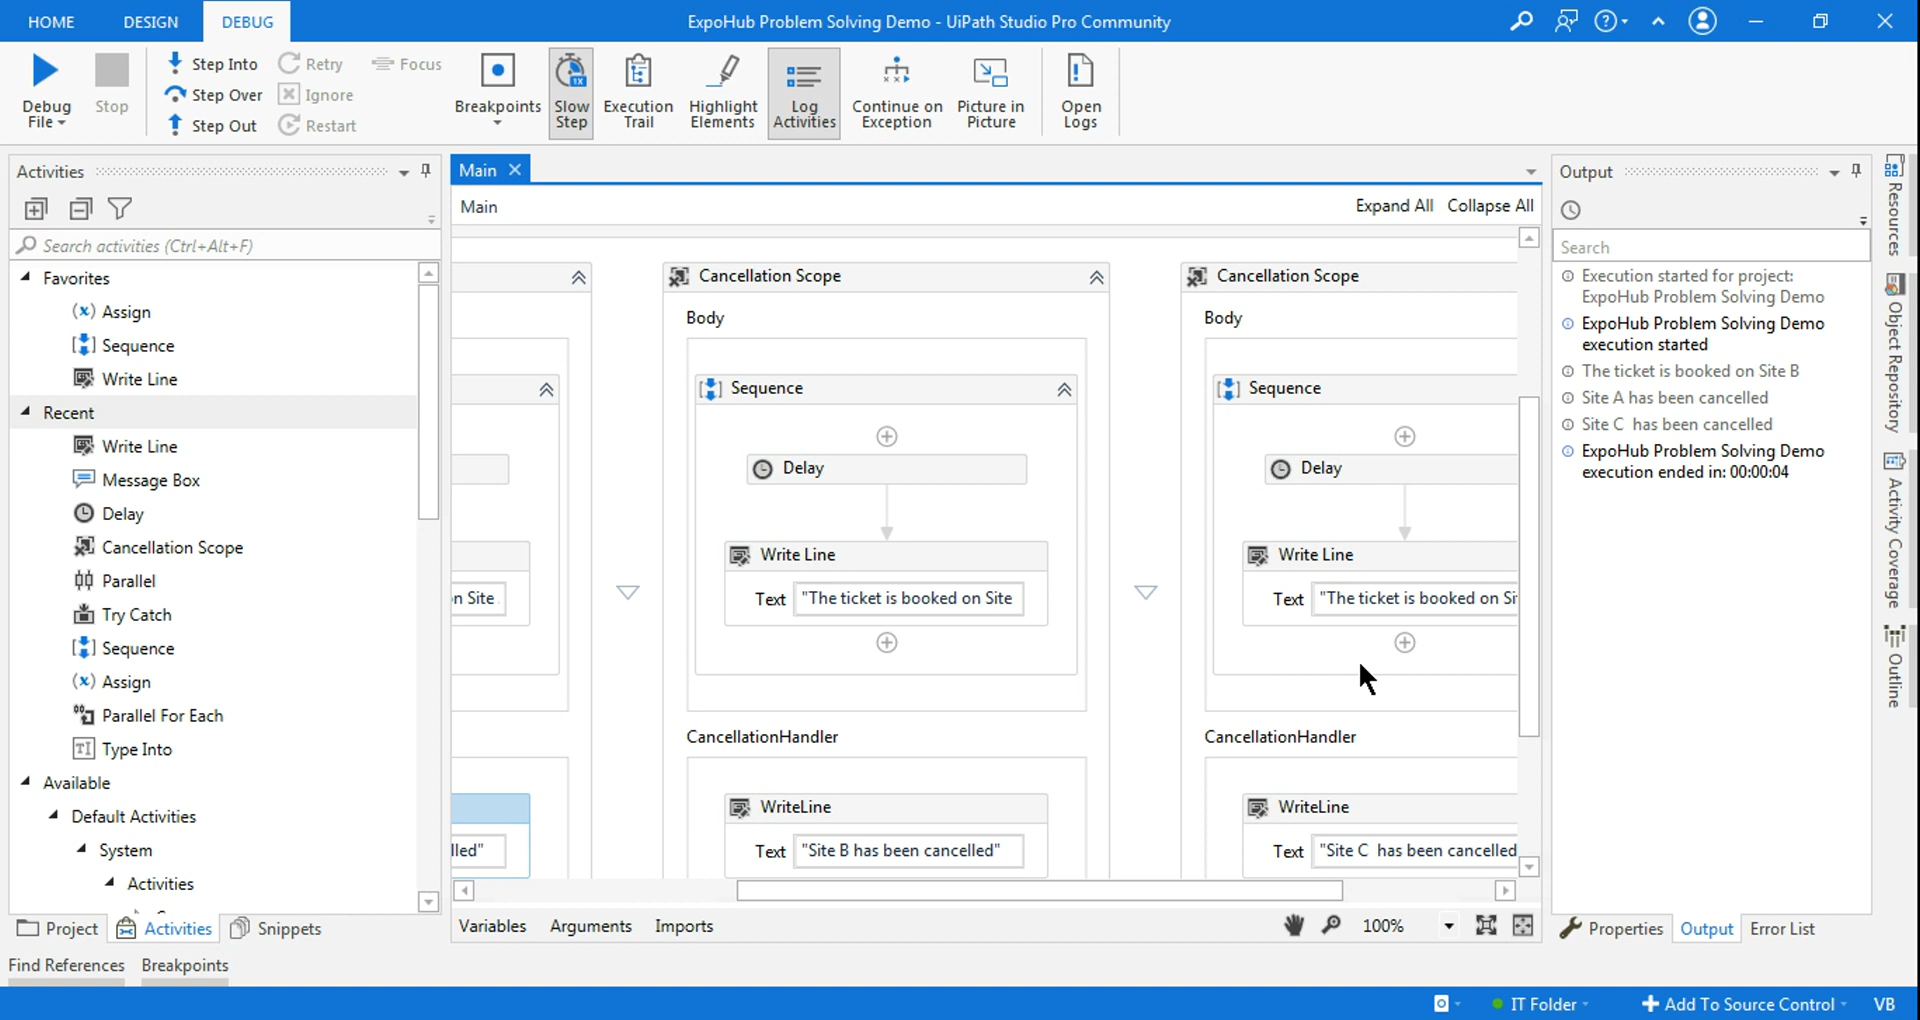 HOME DESIGN DEBUG ExpoHub Problem Solving Demo - UiPath Studio Pro Community
Debug File
Stop
Step Into
Step Over
Step Out
Retry
Ignore
Restart
Focus
Breakpoints
Slow Step
Execution Trail
Highlight Elements
Log Activities
Continue on Exception
Picture in Picture
Open Logs
Activities
Search activities (Ctrl+Alt+F)
Favorites
Assign
Sequence
Write Line
Recent
Write Line
Message Box
Delay
Cancellation Scope
Parallel
Try Catch
Sequence
Assign
Parallel For Each
Type Into
Available
Default Activities
System
Activities
Project Activities Snippets
Find References Breakpoints
Main
Main Expand All Collapse All
n Site
lled"
Cancellation Scope
Body
Sequence
Delay
Write Line
Text "The ticket is booked on Site
CancellationHandler
WriteLine
Text "Site B has been cancelled"
Cancellation Scope
Body
Sequence
Delay
Write Line
Text "The ticket is booked on Si
CancellationHandler
WriteLine
Text "Site C  has been cancelled
Variables Arguments Imports 100%
Output
Search
Execution started for project:
ExpoHub Problem Solving Demo
ExpoHub Problem Solving Demo
execution started
The ticket is booked on Site B
Site A has been cancelled
Site C  has been cancelled
ExpoHub Problem Solving Demo
execution ended in: 00:00:04
Properties Output Error List
Resources
Object Repository
Activity Coverage
Outline
IT Folder Add To Source Control VB